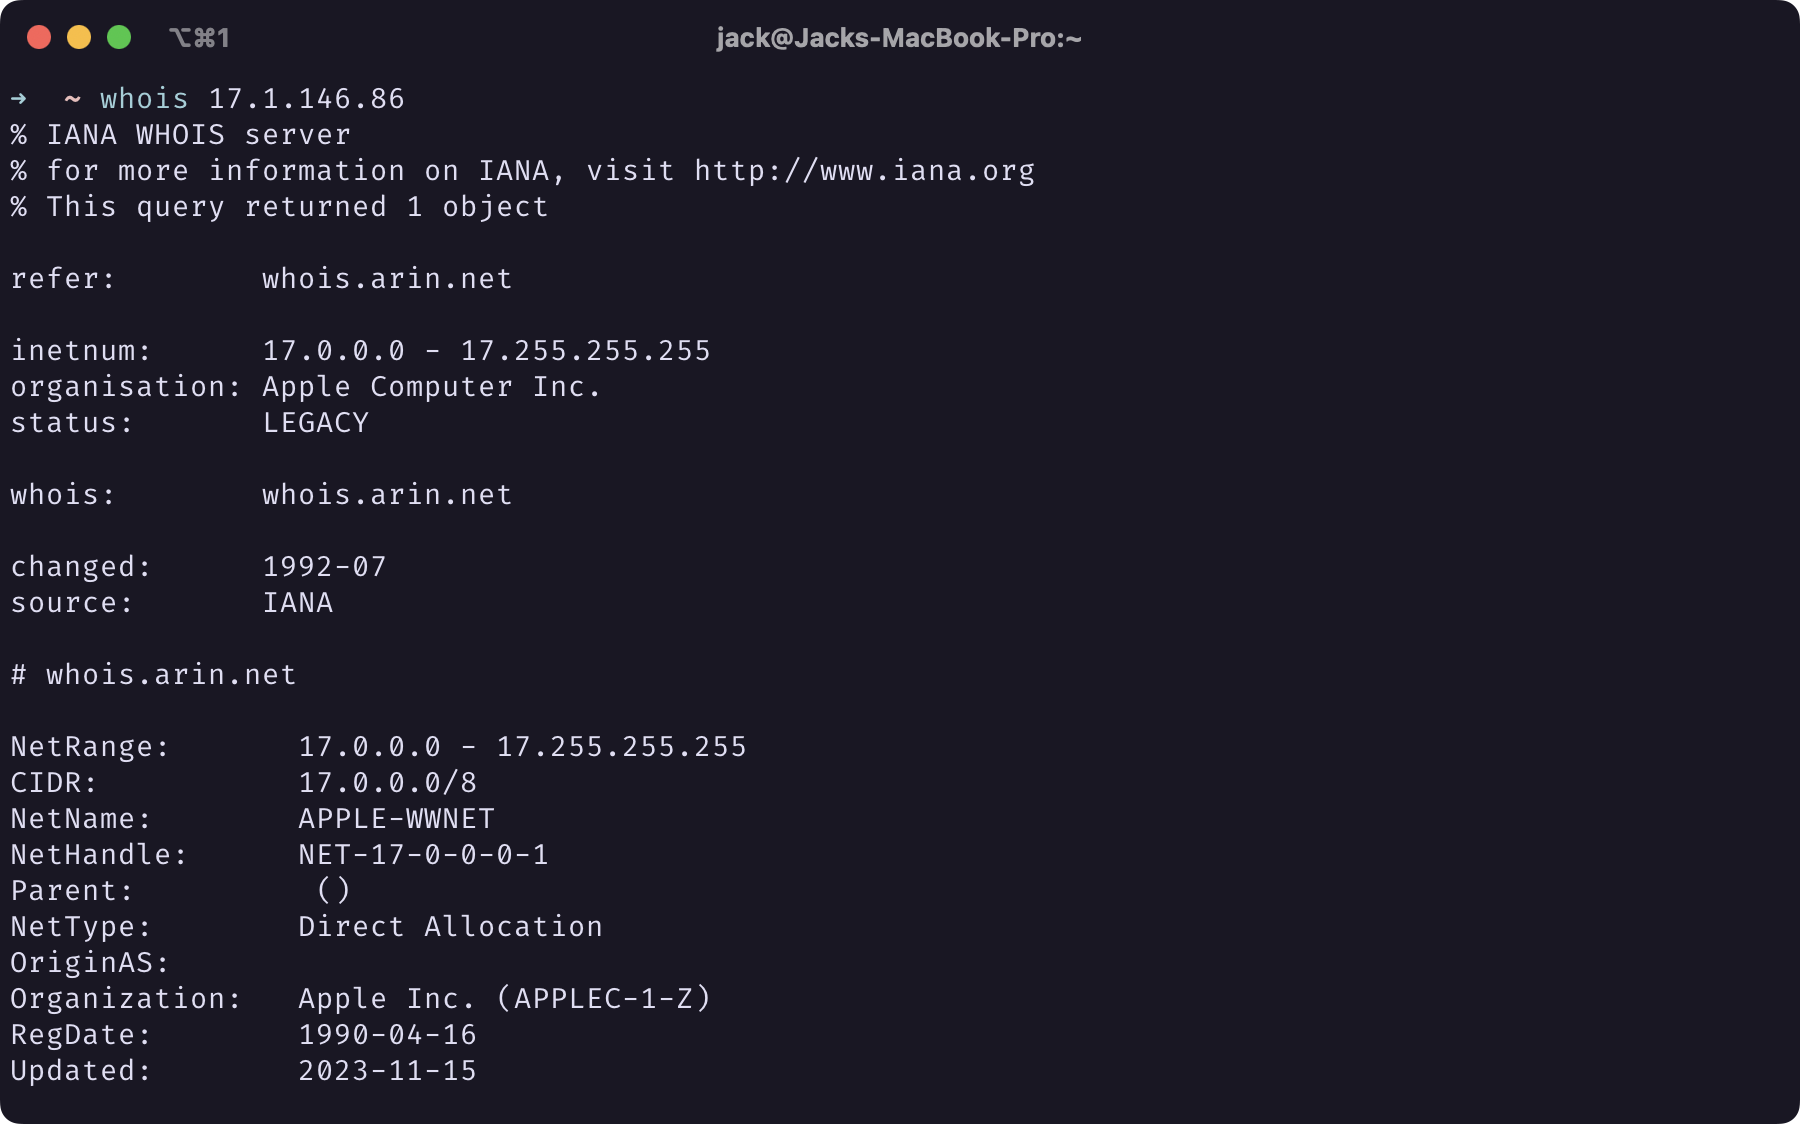 ⌥⌘1 jack@Jacks-MacBook-Pro:~
→ ~ whois 17.1.146.86
% IANA WHOIS server
% for more information on IANA, visit http://www.iana.org
% This query returned 1 object
refer: whois.arin.net
inetnum: 17.0.0.0 - 17.255.255.255
organisation: Apple Computer Inc.
status: LEGACY
whois: whois.arin.net
changed: 1992-07
source: IANA
# whois.arin.net
NetRange: 17.0.0.0 - 17.255.255.255
CIDR: 17.0.0.0/8
NetName: APPLE-WWNET
NetHandle: NET-17-0-0-0-1
Parent: ()
NetType: Direct Allocation
OriginAS:
Organization: Apple Inc. (APPLEC-1-Z)
RegDate: 1990-04-16
Updated: 2023-11-15